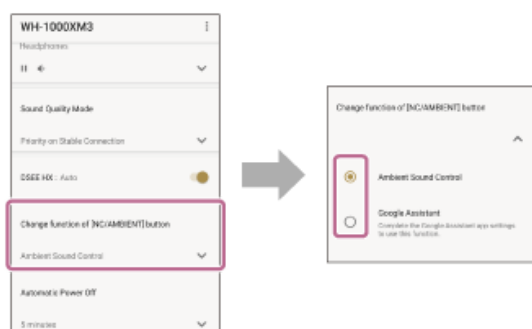 WH-1000XM3
Headphones
Sound Quality Mode
Priority on Stable Connection
DSEE HX : Auto
Change function of [NC/AMBIENT] button
Ambient Sound Control
Automatic Power Off
5 minutes
Change function of [NC/AMBIENT] button
Ambient Sound Control
Google Assistant
Complete the Google Assistant app settings
to use this function.